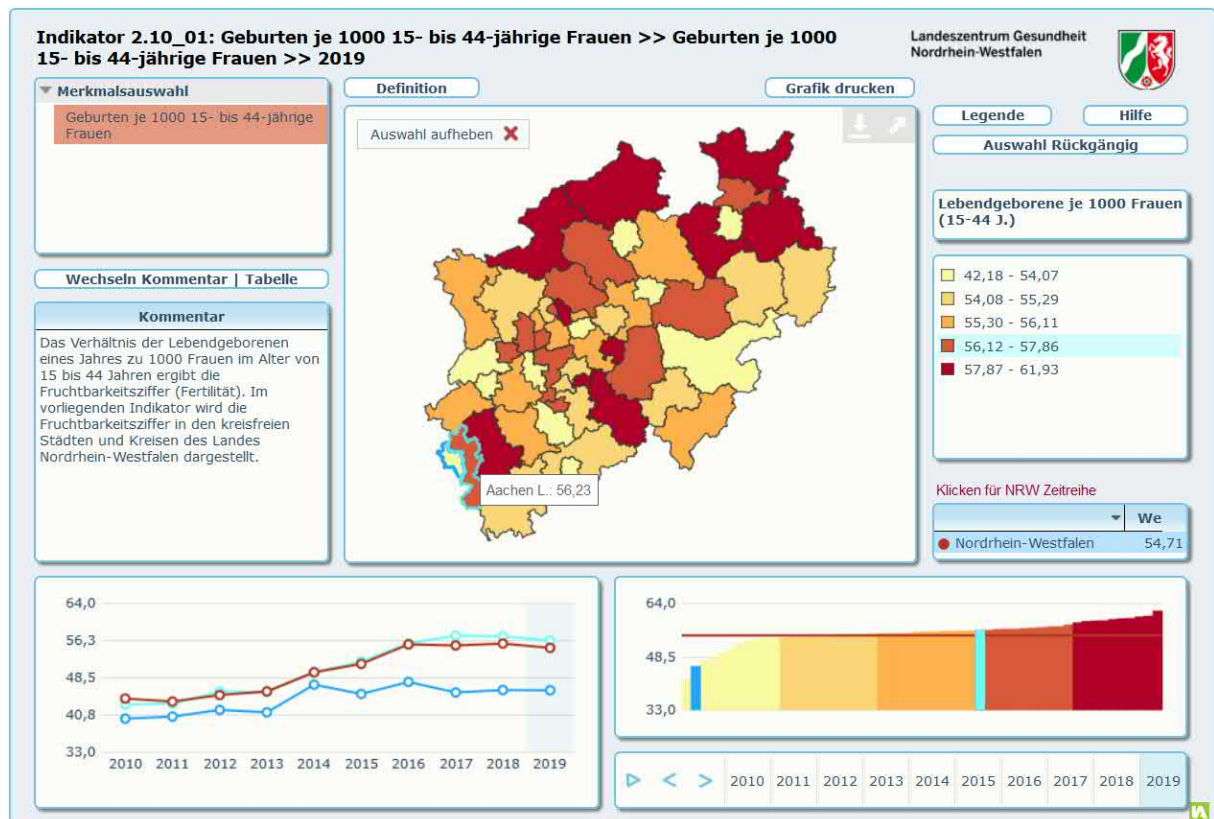 Indikator 2.10_01: Geburten je 1000 15- bis 44-jährige Frauen >> Geburten je 1000
15- bis 44-jährige Frauen >> 2019
Landeszentrum Gesundheit
Nordrhein-Westfalen
Merkmalsauswahl
Geburten je 1000 15- bis 44-jährige
Frauen
Definition
Grafik drucken
Auswahl aufheben
Legende
Hilfe
Auswahl Rückgängig
Lebendgeborene je 1000 Frauen
(15-44 J.)
42,18 - 54,07
54,08 - 55,29
55,30 - 56,11
56,12 - 57,86
57,87 - 61,93
Wechseln Kommentar | Tabelle
Kommentar
Das Verhältnis der Lebendgeborenen
eines Jahres zu 1000 Frauen im Alter von
15 bis 44 Jahren ergibt die
Fruchtbarkeitsziffer (Fertilität). Im
vorliegenden Indikator wird die
Fruchtbarkeitsziffer in den kreisfreien
Städten und Kreisen des Landes
Nordrhein-Westfalen dargestellt.
Aachen L.: 56,23
Klicken für NRW Zeitreihe
We
Nordrhein-Westfalen 54,71
64,0
56,3
48,5
40,8
33,0
2010 2011 2012 2013 2014 2015 2016 2017 2018 2019
64,0
48,5
33,0
2010 2011 2012 2013 2014 2015 2016 2017 2018 2019